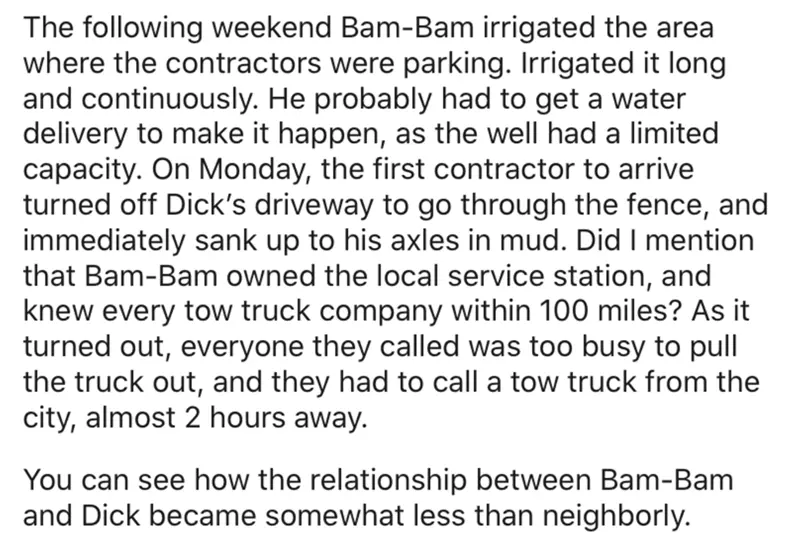 The following weekend Bam-Bam irrigated the area
where the contractors were parking. Irrigated it long
and continuously. He probably had to get a water
delivery to make it happen, as the well had a limited
capacity. On Monday, the first contractor to arrive
turned off Dick’s driveway to go through the fence, and
immediately sank up to his axles in mud. Did I mention
that Bam-Bam owned the local service station, and
knew every tow truck company within 100 miles? As it
turned out, everyone they called was too busy to pull
the truck out, and they had to call a tow truck from the
city, almost 2 hours away.
You can see how the relationship between Bam-Bam
and Dick became somewhat less than neighborly.